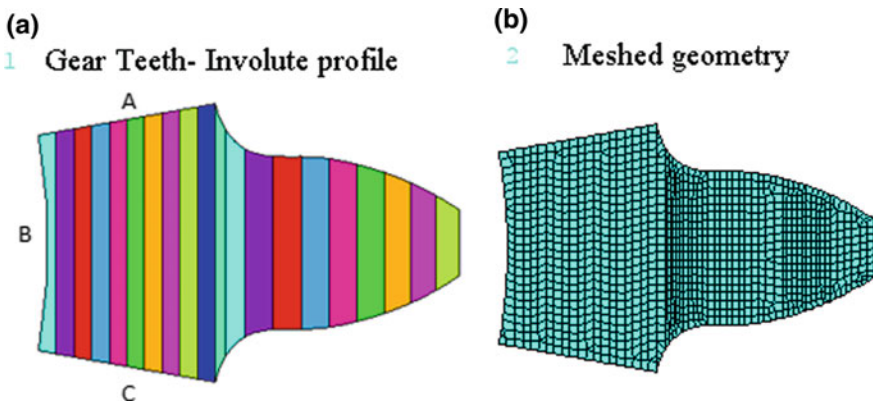 (a)
1 Gear Teeth- Involute profile
A
B
C
(b)
2 Meshed geometry